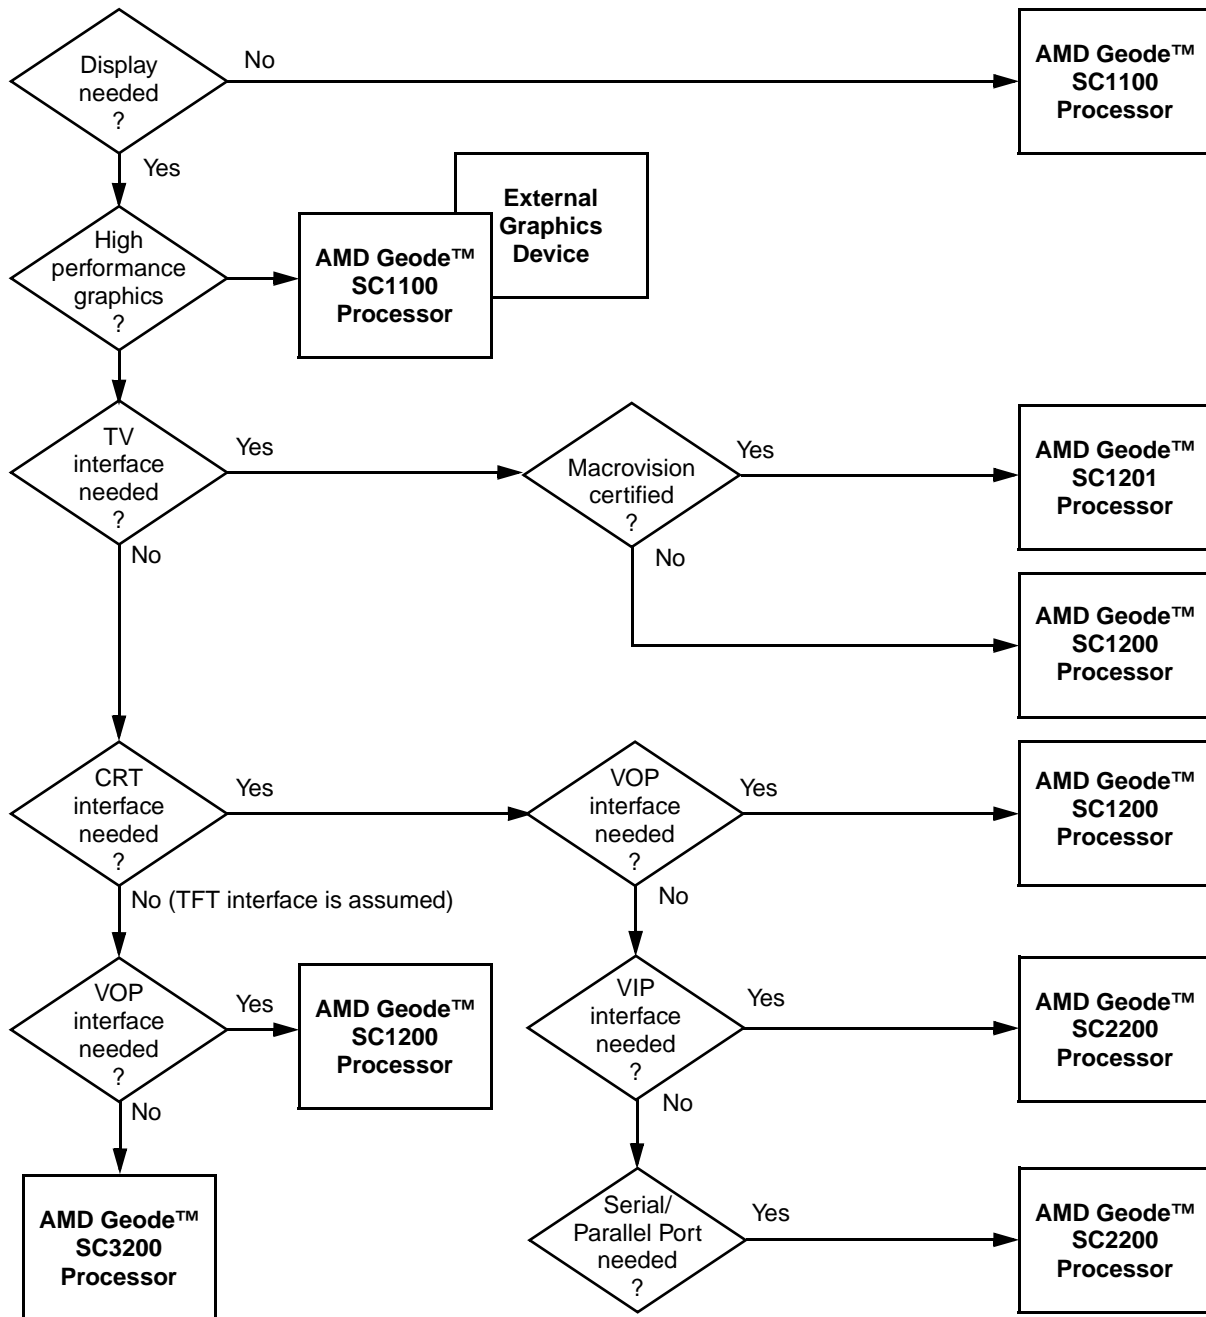 Display
needed
?
No
AMD Geode™
SC1100
Processor
Yes
High
performance
graphics
?
AMD Geode™
SC1100
Processor
External
Graphics
Device
TV
interface
needed
?
Yes
Macrovision
certified
?
Yes
AMD Geode™
SC1201
Processor
No
No
AMD Geode™
SC1200
Processor
CRT
interface
needed
?
Yes
VOP
interface
needed
?
Yes
AMD Geode™
SC1200
Processor
No (TFT interface is assumed)
No
VOP
interface
needed
?
Yes
AMD Geode™
SC1200
Processor
VIP
interface
needed
?
Yes
AMD Geode™
SC2200
Processor
No
No
AMD Geode™
SC3200
Processor
Serial/
Parallel Port
needed
?
Yes
AMD Geode™
SC2200
Processor